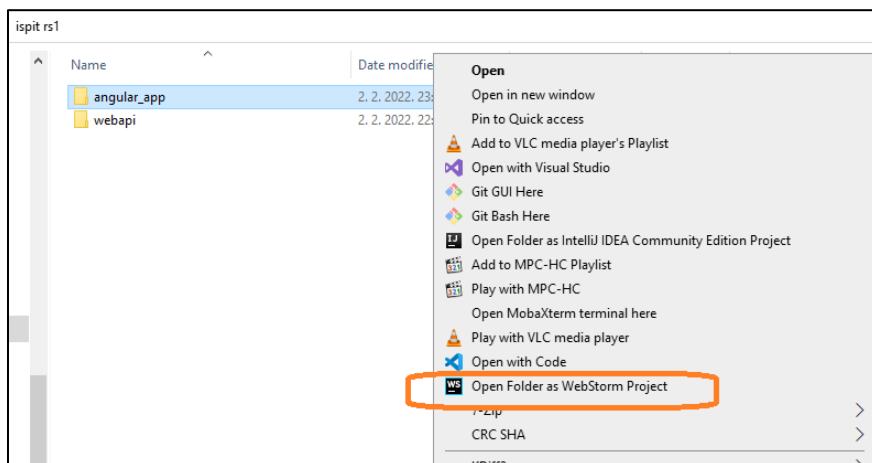 ispit rs1
Name
Date modifie
angular_app
2. 2. 2022. 23:
webapi
2. 2. 2022. 22:
Open
Open in new window
Pin to Quick access
Add to VLC media player's Playlist
Open with Visual Studio
Git GUI Here
Git Bash Here
Open Folder as IntelliJ IDEA Community Edition Project
Add to MPC-HC Playlist
Play with MPC-HC
Open MobaXterm terminal here
Play with VLC media player
Open with Code
WS Open Folder as WebStorm Project
7-Zip
CRC SHA